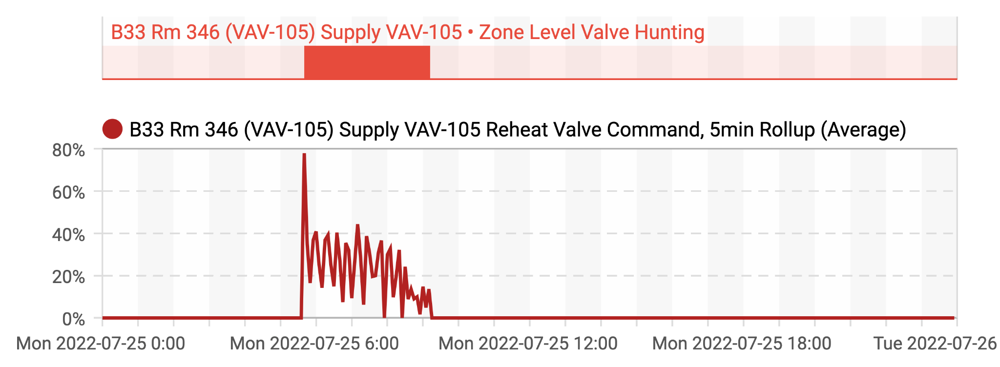 B33 Rm 346 (VAV-105) Supply VAV-105 • Zone Level Valve Hunting
B33 Rm 346 (VAV-105) Supply VAV-105 Reheat Valve Command, 5min Rollup (Average)
80%
60%
40%
20%
0%
Mon 2022-07-25 0:00 Mon 2022-07-25 6:00 Mon 2022-07-25 12:00 Mon 2022-07-25 18:00 Tue 2022-07-26